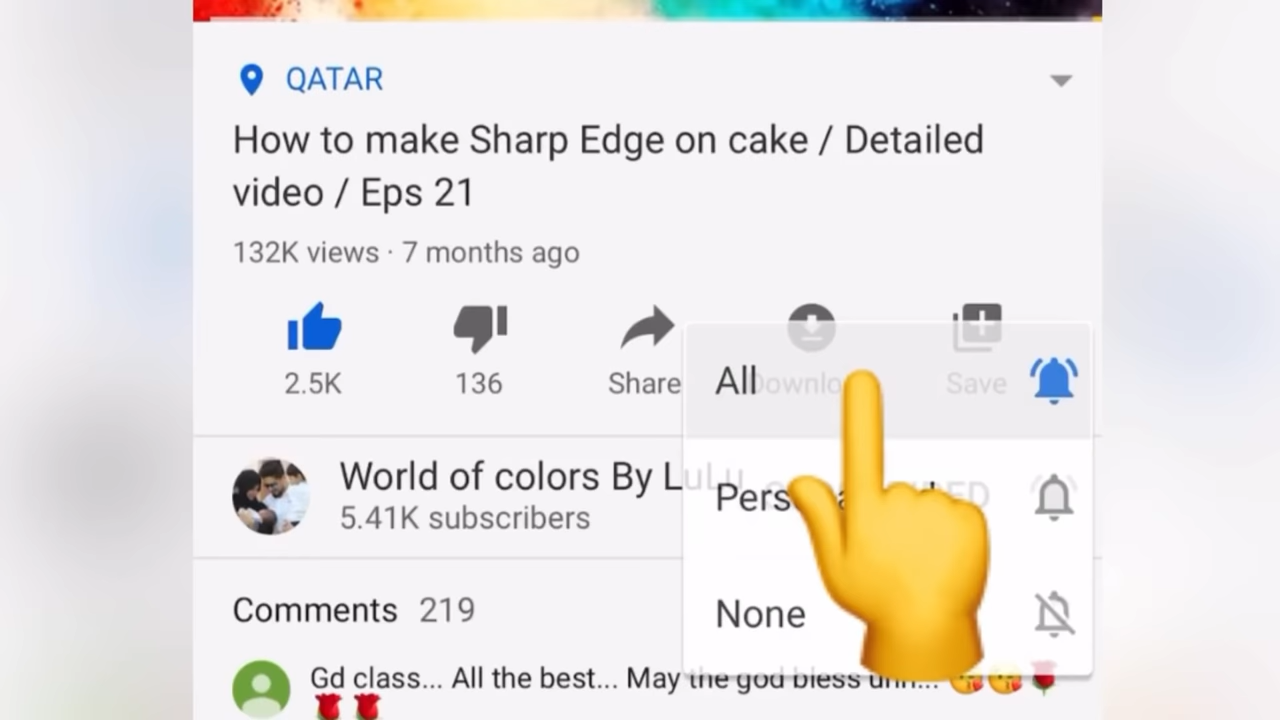 QATAR
How to make Sharp Edge on cake / Detailed
video / Eps 21
132K views · 7 months ago
2.5K
136
Share
Save
All
World of colors By LuLu
5.41K subscribers
None
Comments 219
Gd class... All the best... May the god bless